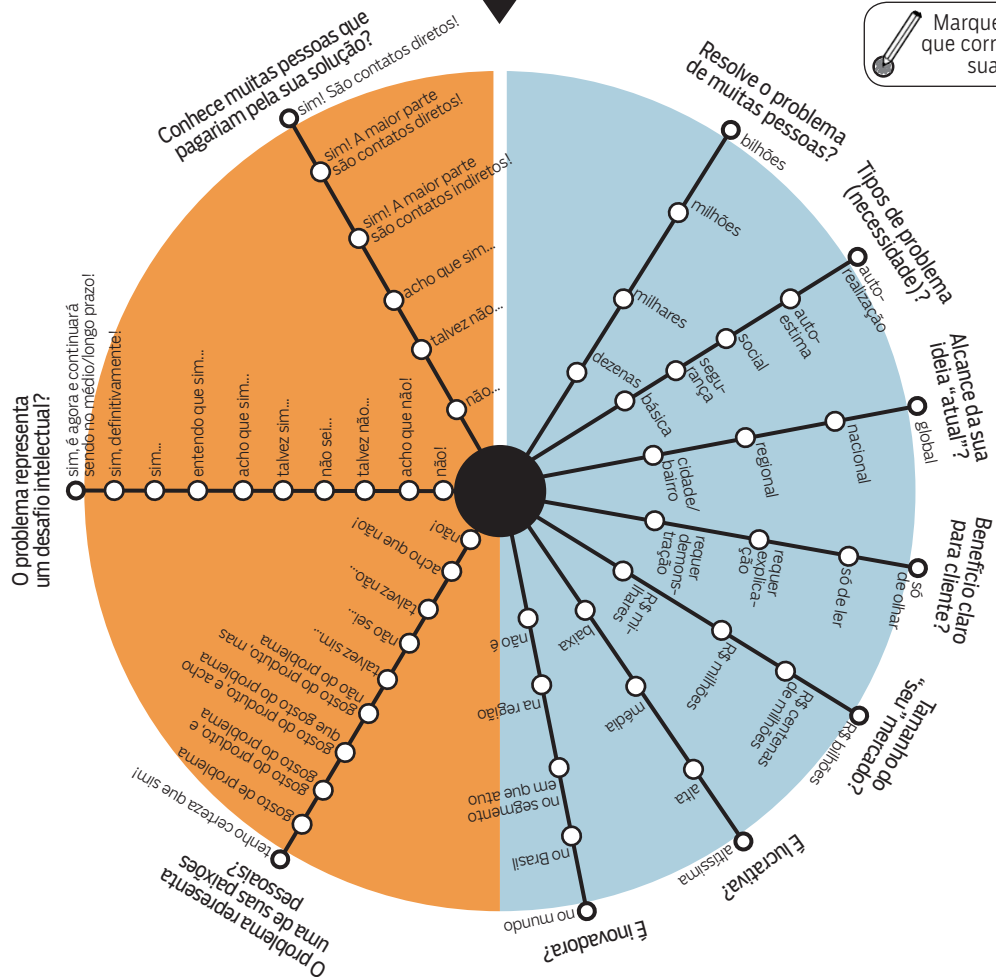 Marque
que corr
sua
Conhece muitas pessoas que
pagariam pela sua solução?
sim! São contatos diretos!
sim! A maior parte
são contatos diretos!
sim! A maior parte
são contatos indiretos!
acho que sim...
talvez não...
não...
Resolve o problema
de muitas pessoas?
bilhões
milhões
milhares
dezenas
Tipos de problema
(necessidade)?
auto-
realização
auto-
estima
social
segu-
rança
básica
Alcance da sua
ideia “atual”?
global
nacional
regional
cidade/
bairro
Benefício claro
para cliente?
só
de olhar
só de ler
requer
explica-
ção
requer
demons-
tração
Tamanho do
“seu” mercado?
R$ bilhões
R$ centenas
de milhões
R$ milhões
R$ mi-
lhares
É lucrativa?
altíssima
alta
média
baixa
É inovadora?
no mundo
no Brasil
no segmento
em que atuo
na região
não é
O problema representa
uma de suas paixões
pessoais?
tenho certeza que sim!
gosto de problema
gosto do produto, e
gosto do problema
gosto do produto, e acho
que gosto do problema
gosto do produto, mas
não do problema
talvez sim...
não sei...
talvez não...
acho que não!
não!
O problema representa
um desafio intelectual?
sim, é agora e continuará
sendo no médio/longo prazo!
sim, definitivamente!
sim...
entendo que sim...
acho que sim...
talvez sim...
não sei...
talvez não...
acho que não!
não!